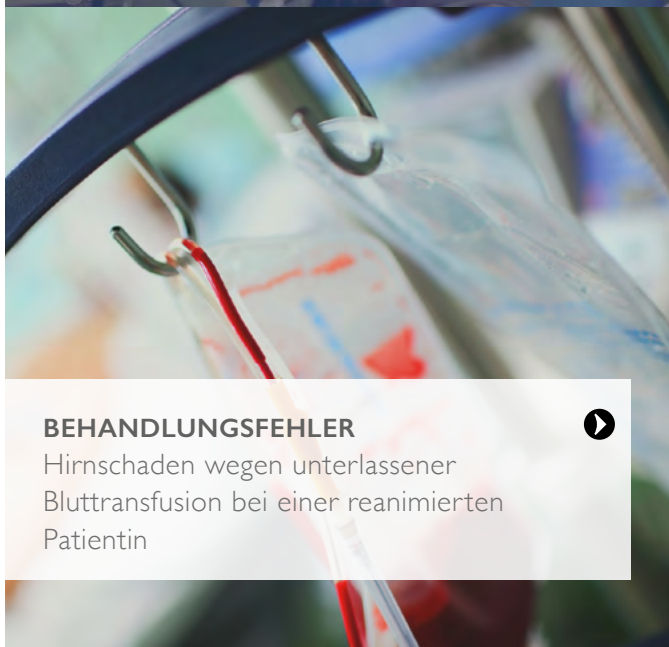 BEHANDLUNGSFEHLER
Hirnschaden wegen unterlassener
Bluttransfusion bei einer reanimierten
Patientin